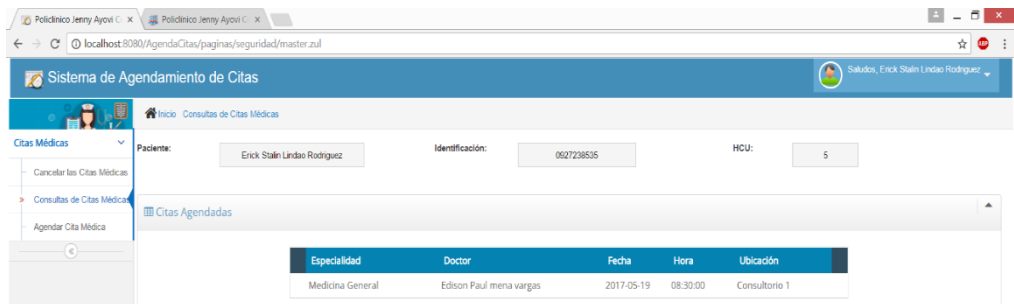 Policlínico Jenny Ayovi C
Policlínico Jenny Ayovi C
localhost:8080/AgendaCitas/paginas/seguridad/master.zul
ABP
Sistema de Agendamiento de Citas
Saludos, Erick Stalin Lindao Rodriguez
Inicio Consultas de Citas Médicas
Citas Médicas
Cancelar las Citas Médicas
Consultas de Citas Médicas
Agendar Cita Médica
Paciente: Erick Stalin Lindao Rodriguez Identificación: 0927238535 HCU: 5
Citas Agendadas
Especialidad Doctor Fecha Hora Ubicación
Medicina General Edison Paul mena vargas 2017-05-19 08:30:00 Consultorio 1